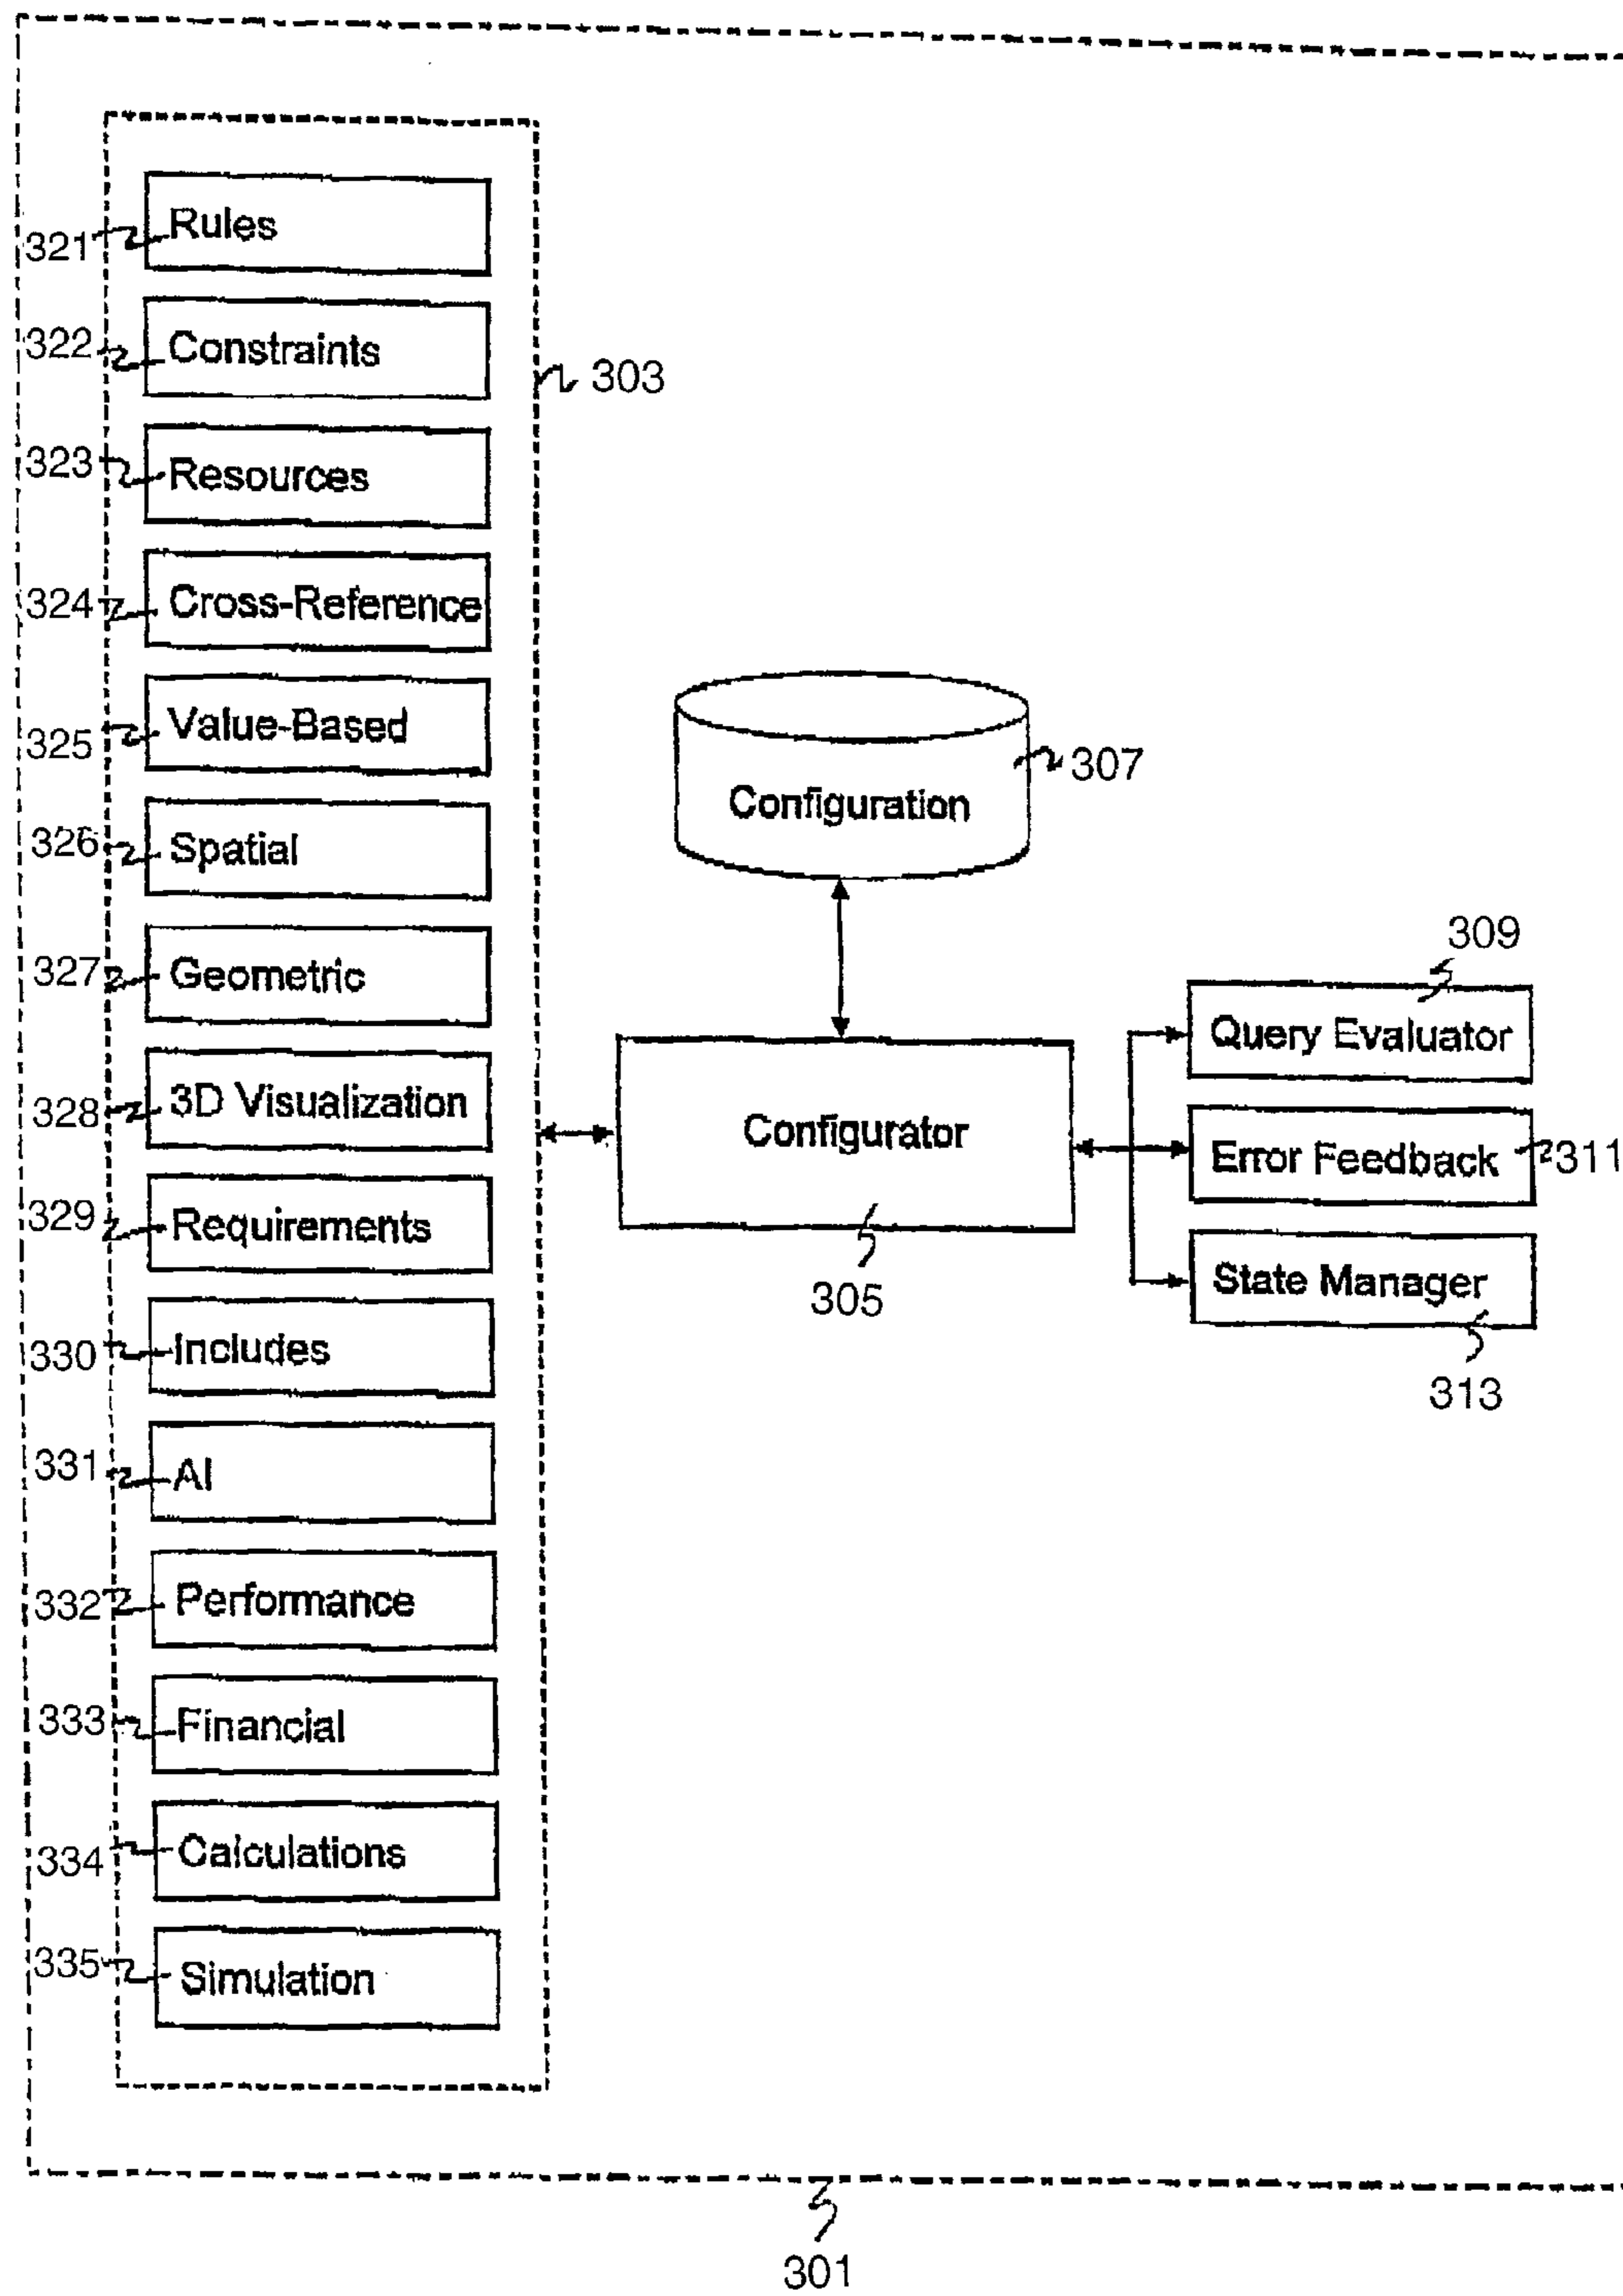 321 Rules
322 Constraints
303
323 Resources
324 Cross-Reference
325 Value-Based
326 Spatial
327 Geometric
328 3D Visualization
329 Requirements
330 Includes
331 AI
332 Performance
333 Financial
334 Calculations
335 Simulation
Configuration
307
Configurator
305
309
Query Evaluator
Error Feedback 311
State Manager
313
301